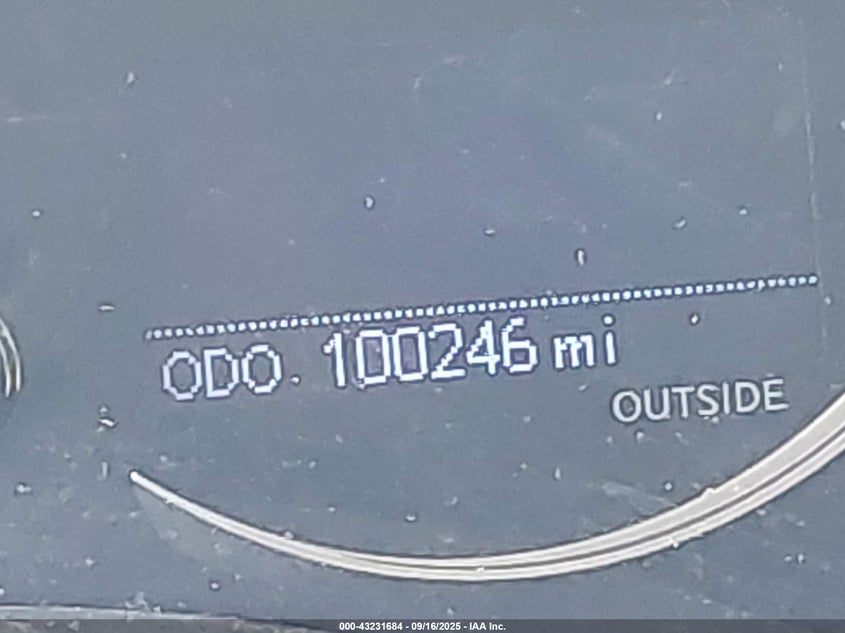 ODO 100246 mi
OUTSIDE
000-43231684 - 09/16/2025 - IAA Inc.